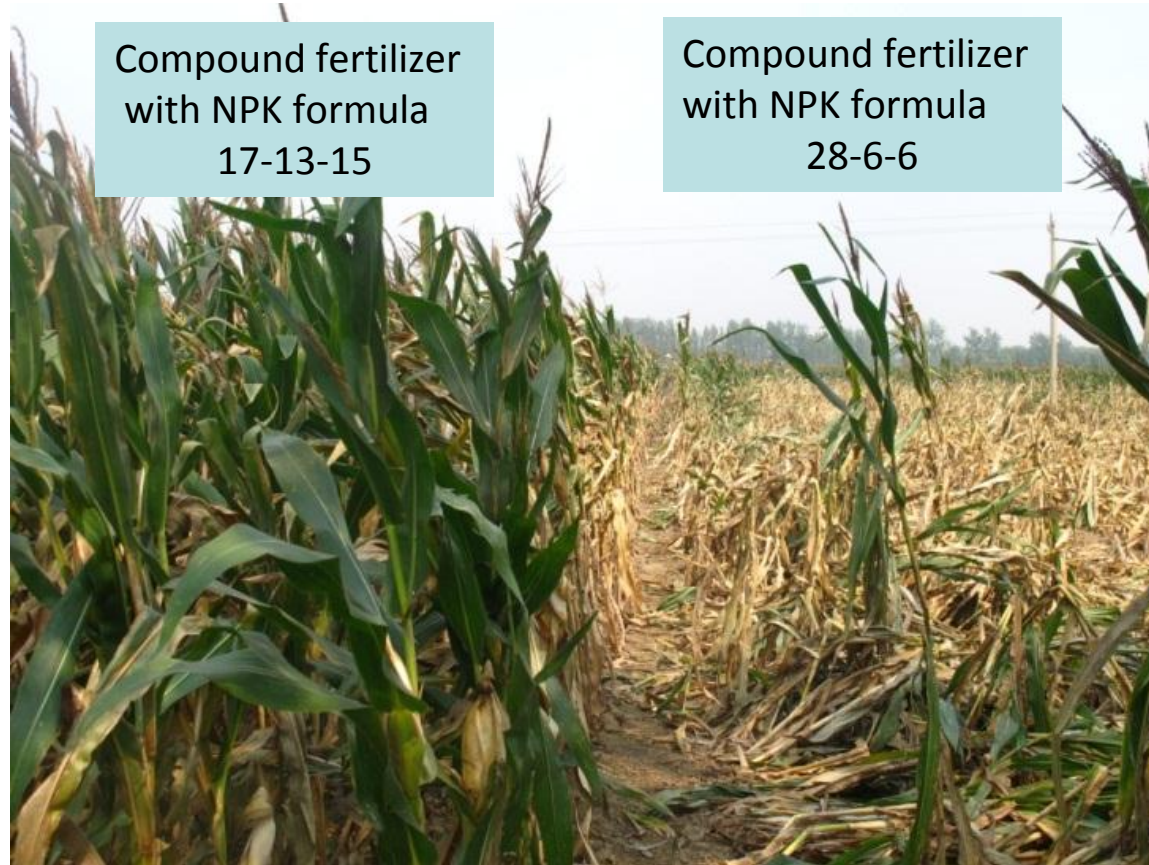 Compound fertilizer
with NPK formula
17-13-15
Compound fertilizer
with NPK formula
28-6-6